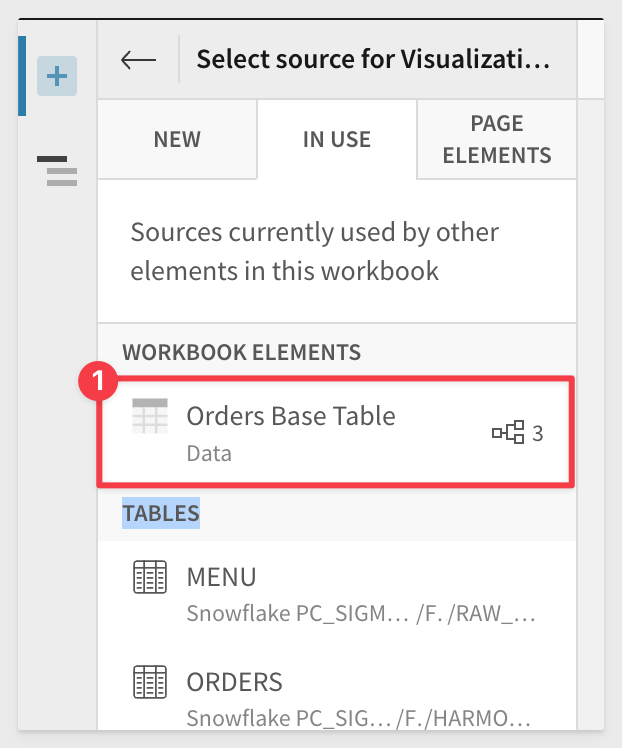 Select source for Visualizati...
NEW
IN USE
PAGE
ELEMENTS
Sources currently used by other
elements in this workbook
WORKBOOK ELEMENTS
1
Orders Base Table
Data
3
TABLES
MENU
Snowflake PC_SIGM... /F. /RAW_...
ORDERS
Snowflake PC_SIG... /F./HARMO...